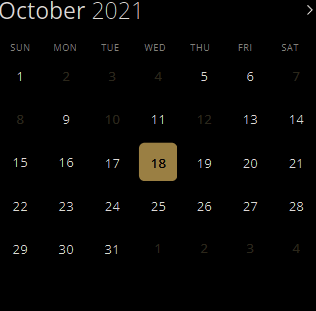 October 2021
SUN MON TUE WED THU FRI SAT
1 2 3 4 5 6 7
8 9 10 11 12 13 14
15 16 17 18 19 20 21
22 23 24 25 26 27 28
29 30 31 1 2 3 4